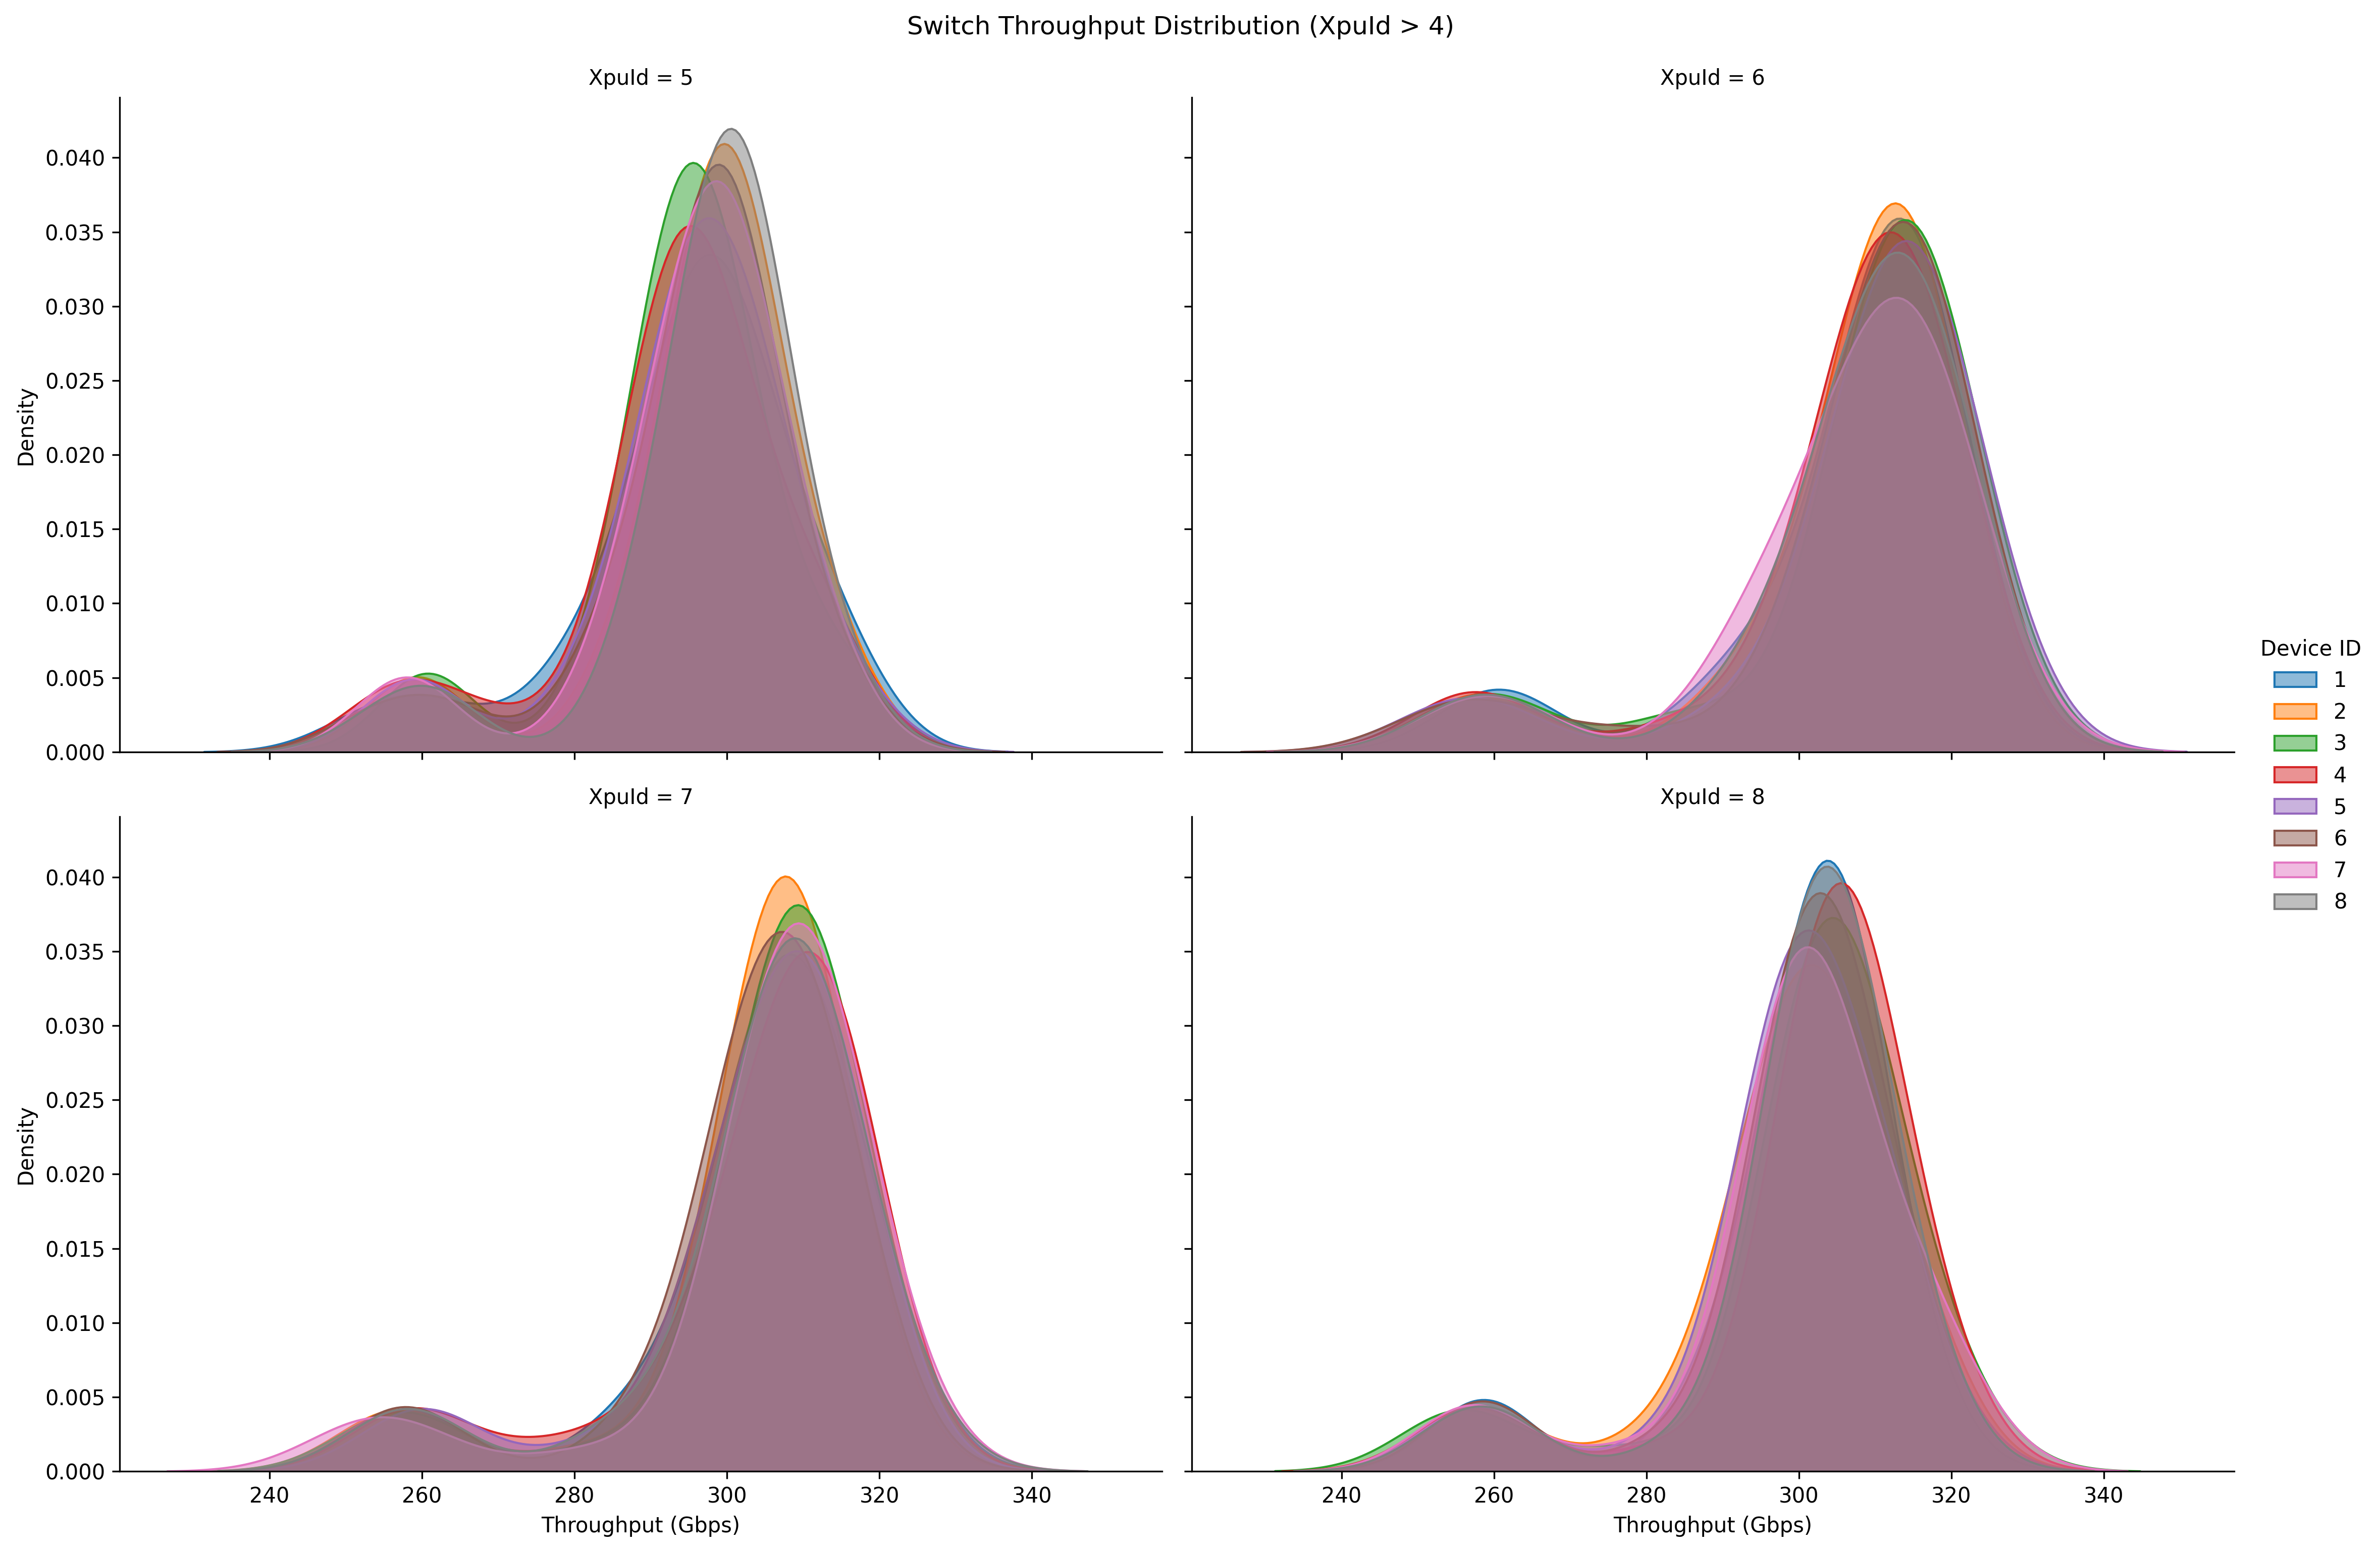 Switch Throughput Distribution (XpuId > 4)
XpuId = 5
XpuId = 6
Density
0.040
0.035
0.030
0.025
0.020
0.015
0.010
0.005
0.000
XpuId = 7
XpuId = 8
Density
0.040
0.035
0.030
0.025
0.020
0.015
0.010
0.005
0.000
240 260 280 300 320 340
Throughput (Gbps)
240 260 280 300 320 340
Throughput (Gbps)
Device ID
1
2
3
4
5
6
7
8